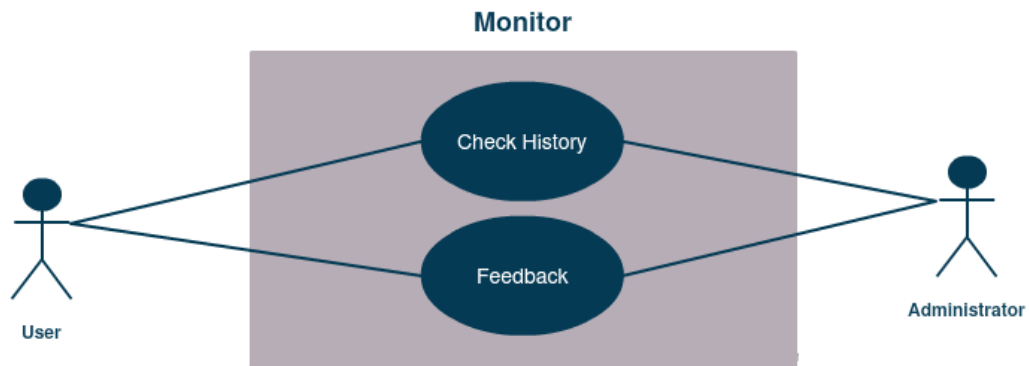 Monitor
Check History
Feedback
User
Administrator